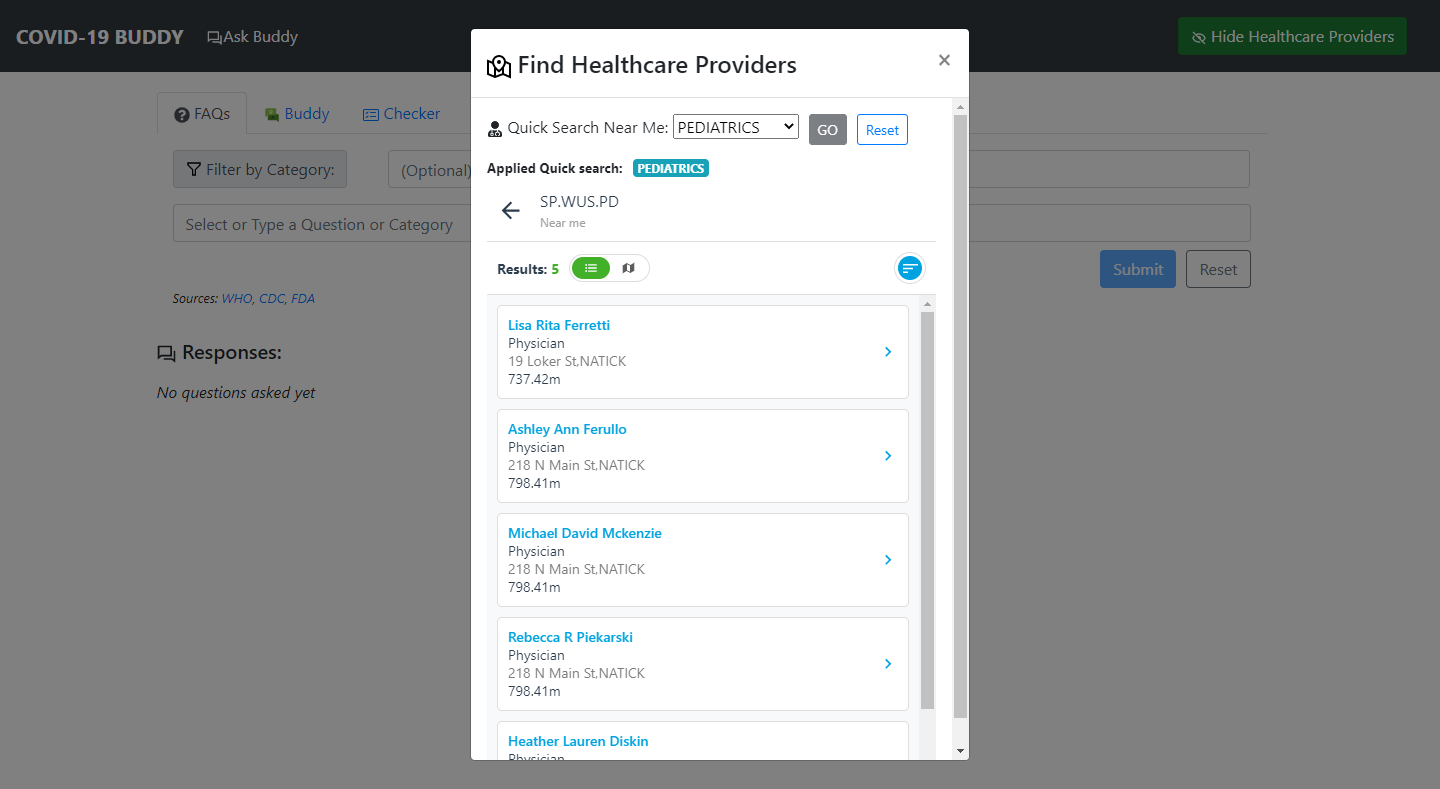 COVID-19 BUDDY
Ask Buddy
Hide Healthcare Providers
FAQs
Buddy
Checker
Filter by Category:
(Optional)
Select or Type a Question or Category
Submit
Reset
Sources: WHO, CDC, FDA
Responses:
No questions asked yet
Find Healthcare Providers
×
Quick Search Near Me: PEDIATRICS GO Reset
Applied Quick search: PEDIATRICS
SP.WUS.PD
Near me
Results: 5
Lisa Rita Ferretti
Physician
19 Loker St,NATICK
737.42m
Ashley Ann Ferullo
Physician
218 N Main St,NATICK
798.41m
Michael David Mckenzie
Physician
218 N Main St,NATICK
798.41m
Rebecca R Piekarski
Physician
218 N Main St,NATICK
798.41m
Heather Lauren Diskin
Physician